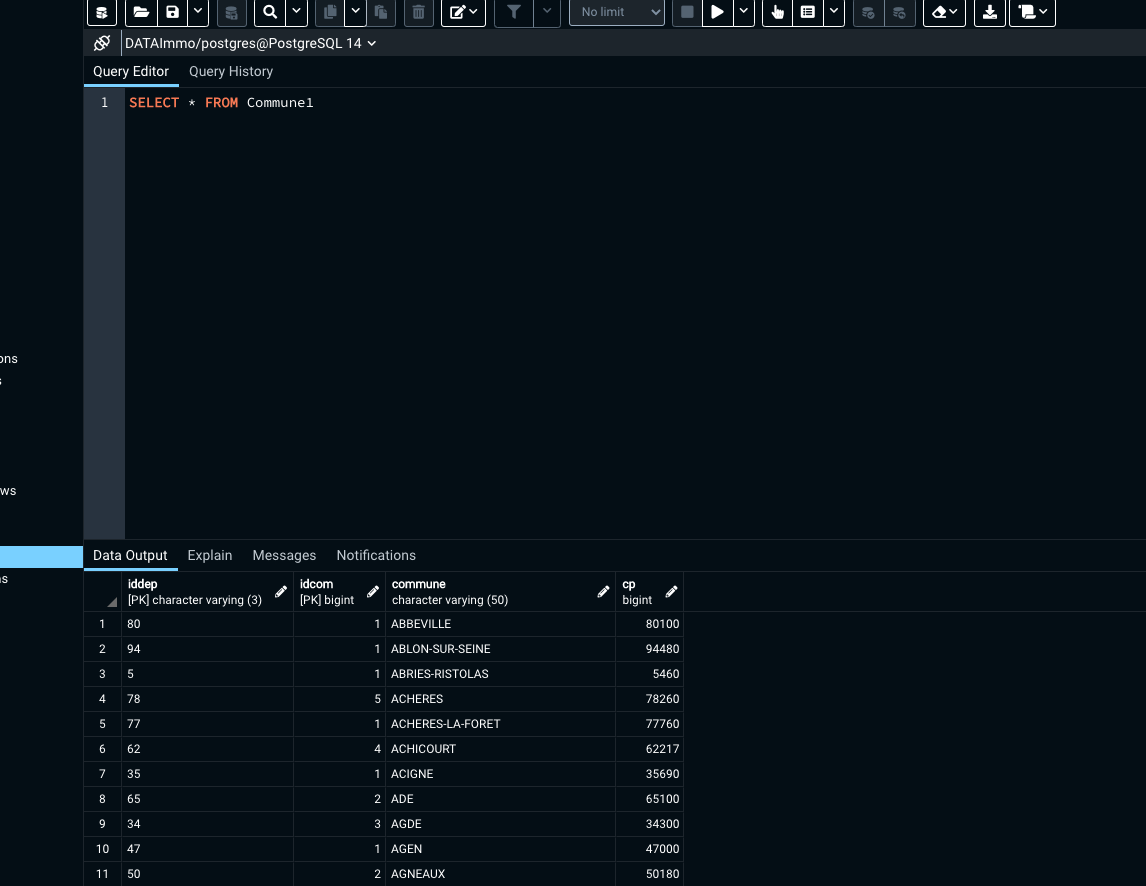 No limit
DATAImmo/postgres@PostgreSQL 14
Query Editor Query History
1 SELECT * FROM Commune1
ons
s
ws
ns
Data Output Explain Messages Notifications
iddep idcom commune cp
[PK] character varying (3) [PK] bigint character varying (50) bigint
1 80 1 ABBEVILLE 80100
2 94 1 ABLON-SUR-SEINE 94480
3 5 1 ABRIES-RISTOLAS 5460
4 78 5 ACHERES 78260
5 77 1 ACHERES-LA-FORET 77760
6 62 4 ACHICOURT 62217
7 35 1 ACIGNE 35690
8 65 2 ADE 65100
9 34 3 AGDE 34300
10 47 1 AGEN 47000
11 50 2 AGNEAUX 50180